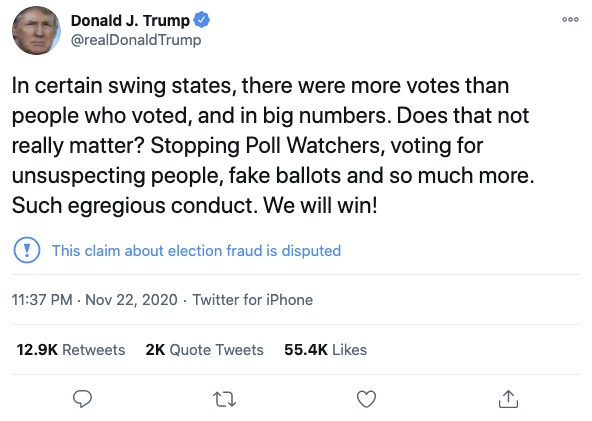 Donald J. Trump
@realDonaldTrump
In certain swing states, there were more votes than
people who voted, and in big numbers. Does that not
really matter? Stopping Poll Watchers, voting for
unsuspecting people, fake ballots and so much more.
Such egregious conduct. We will win!
This claim about election fraud is disputed
11:37 PM · Nov 22, 2020 · Twitter for iPhone
12.9K Retweets 2K Quote Tweets 55.4K Likes